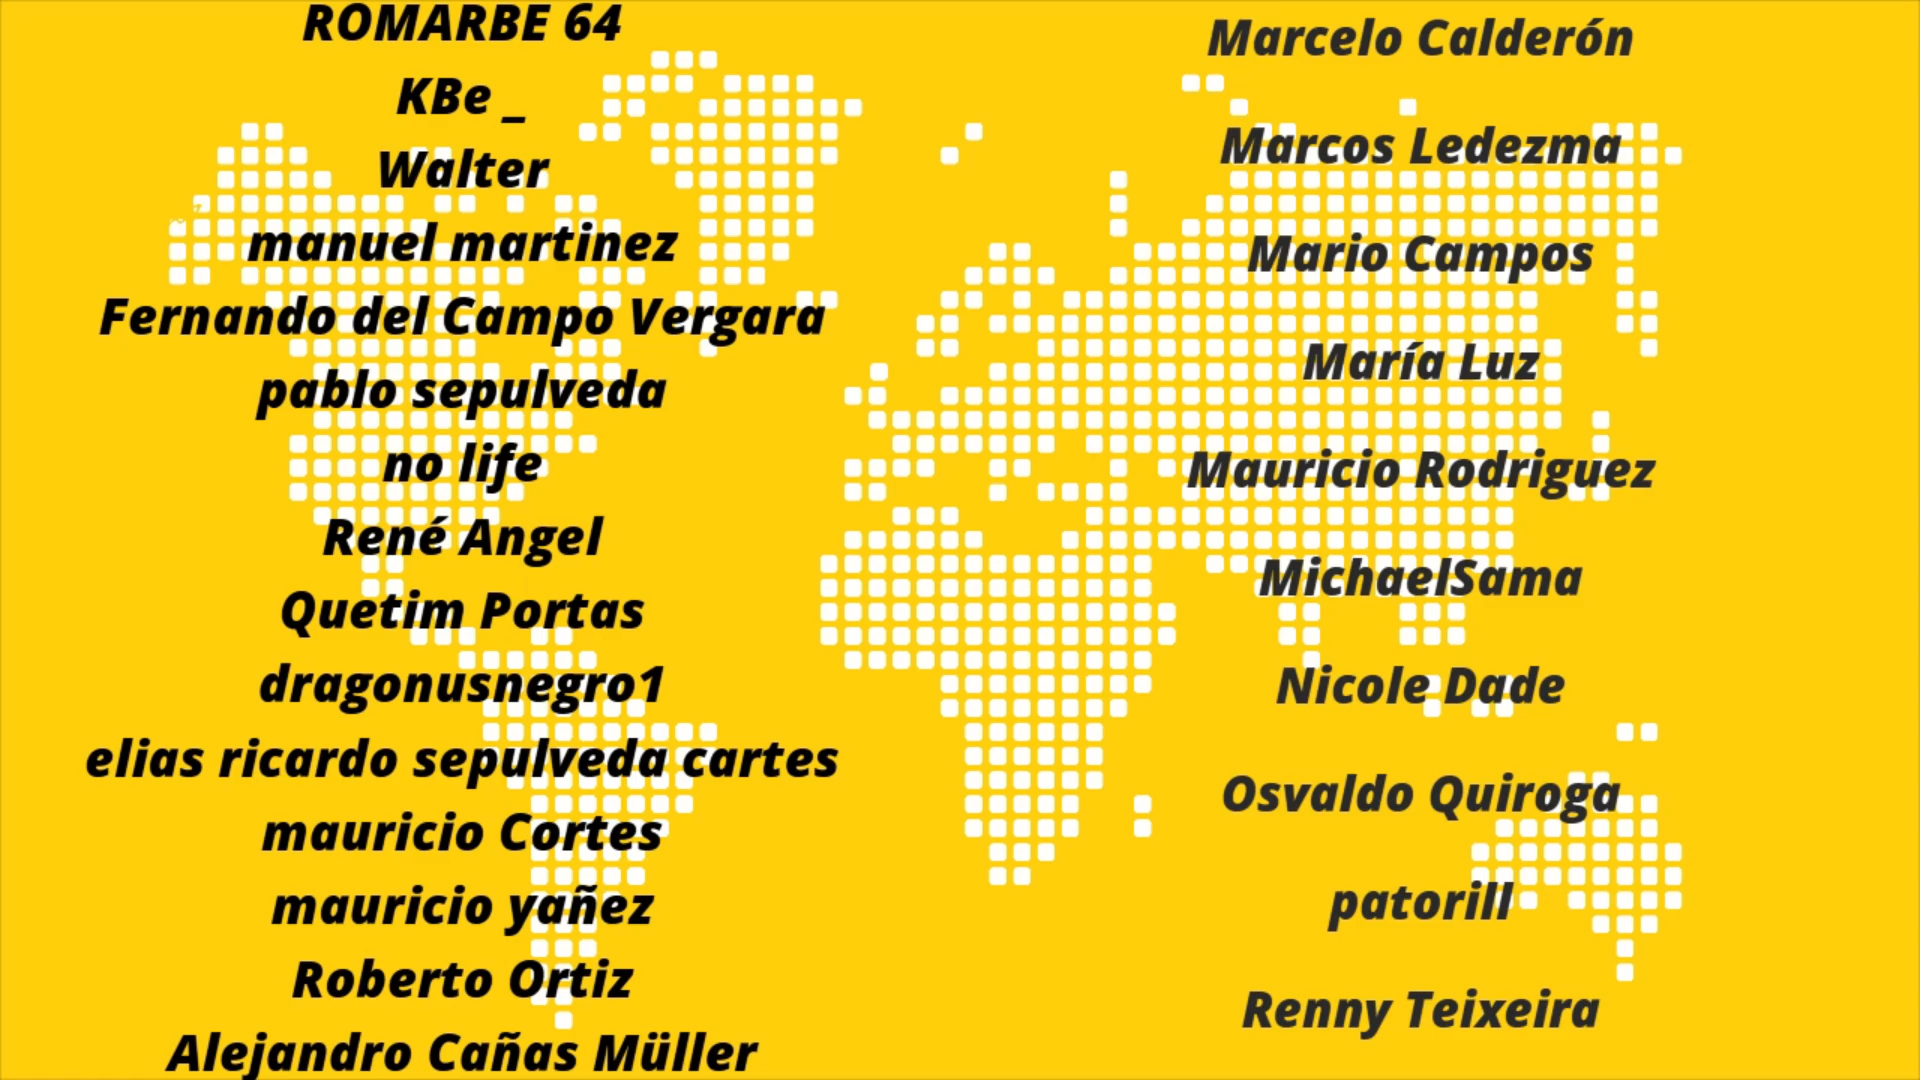 ROMARBE 64
KBe _
Walter
manuel martinez
Fernando del Campo Vergara
pablo sepulveda
no life
René Angel
Quetim Portas
dragonusnegro1
elias ricardo sepulveda cartes
mauricio Cortes
mauricio yañez
Roberto Ortiz
Alejandro Cañas Müller
Marcelo Calderón
Marcos Ledezma
Mario Campos
María Luz
Mauricio Rodriguez
MichaelSama
Nicole Dade
Osvaldo Quiroga
patorill
Renny Teixeira